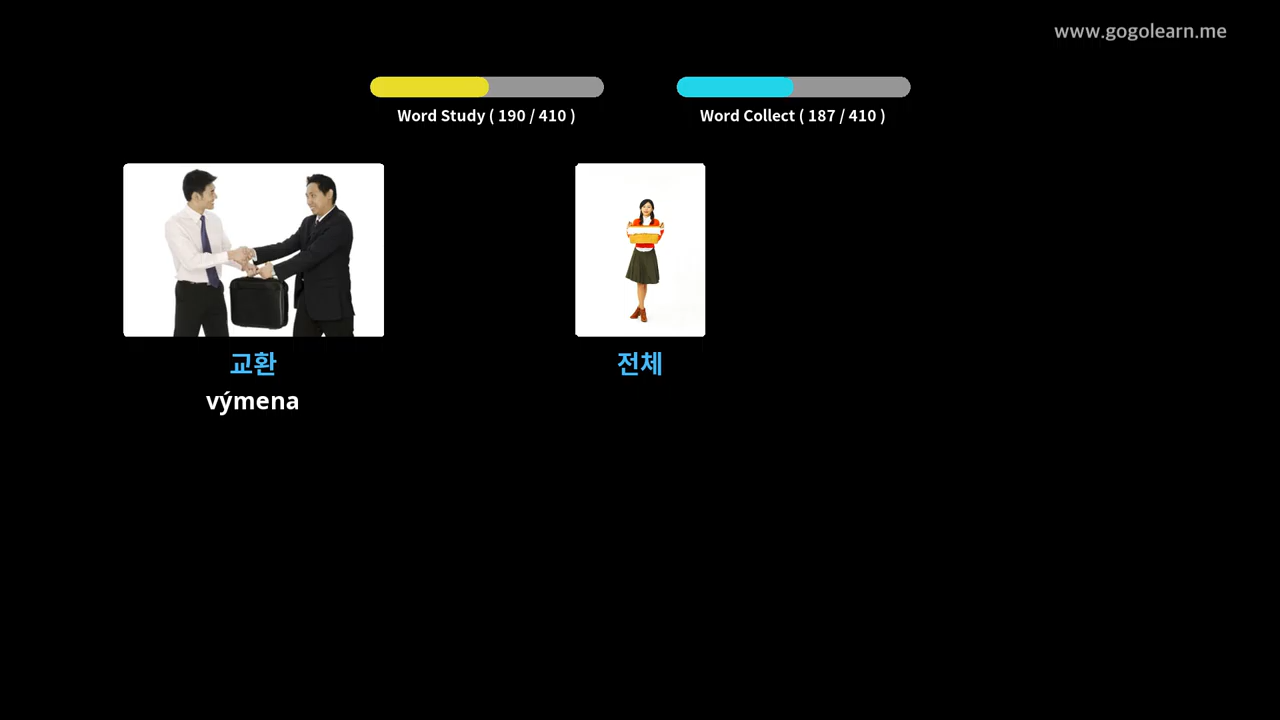 www.gogolearn.me
Word Study ( 190 / 410 )
Word Collect ( 187 / 410 )
교환
výmena
전체